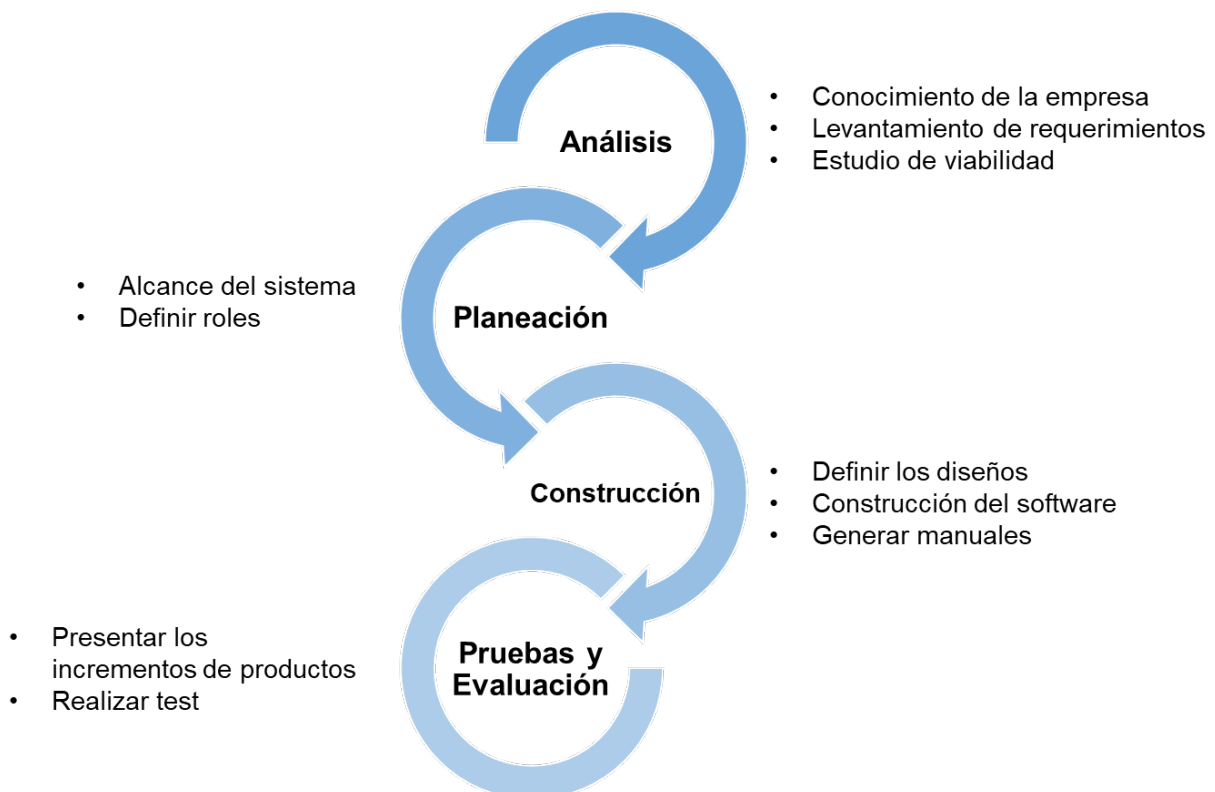 Análisis
• Conocimiento de la empresa
• Levantamiento de requerimientos
• Estudio de viabilidad
• Alcance del sistema
• Definir roles
Planeación
Construcción
• Definir los diseños
• Construcción del software
• Generar manuales
• Presentar los
incrementos de productos
• Realizar test
Pruebas y
Evaluación